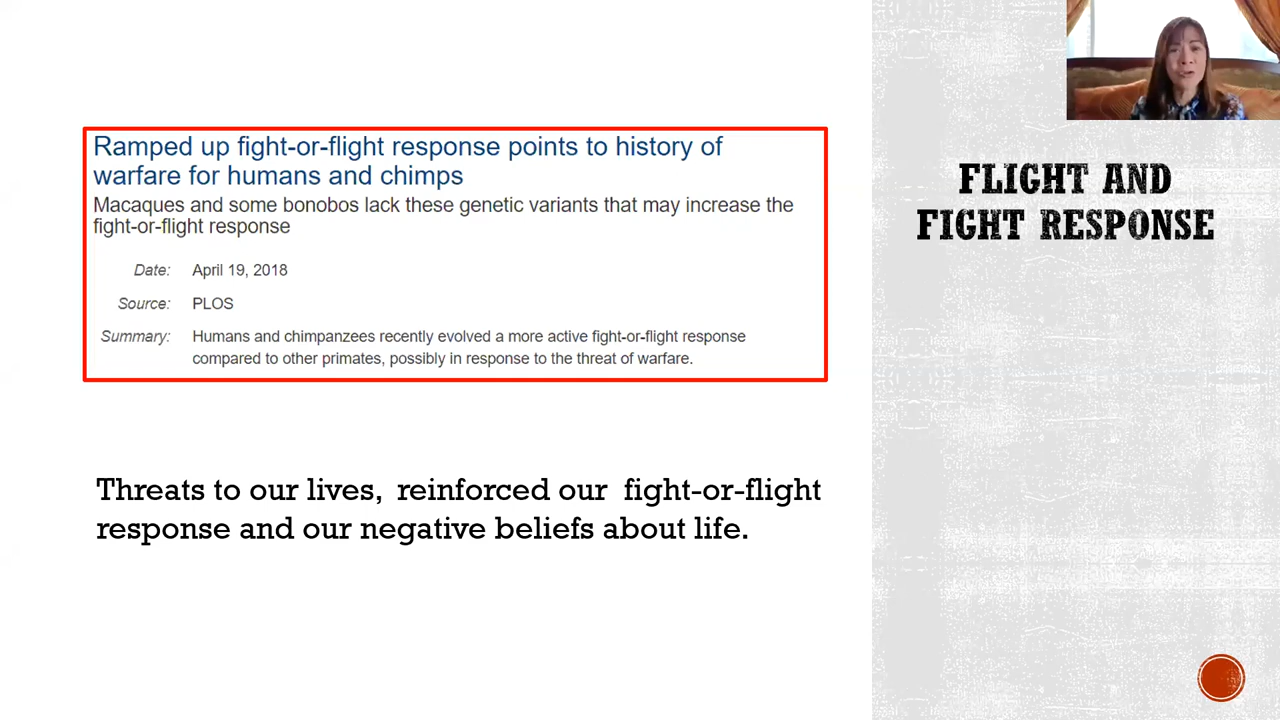 Ramped up fight-or-flight response points to history of
warfare for humans and chimps
Macaques and some bonobos lack these genetic variants that may increase the
fight-or-flight response
Date: April 19, 2018
Source: PLOS
Summary: Humans and chimpanzees recently evolved a more active fight-or-flight response
compared to other primates, possibly in response to the threat of warfare.
Threats to our lives, reinforced our fight-or-flight
response and our negative beliefs about life.
FLIGHT AND
FIGHT RESPONSE